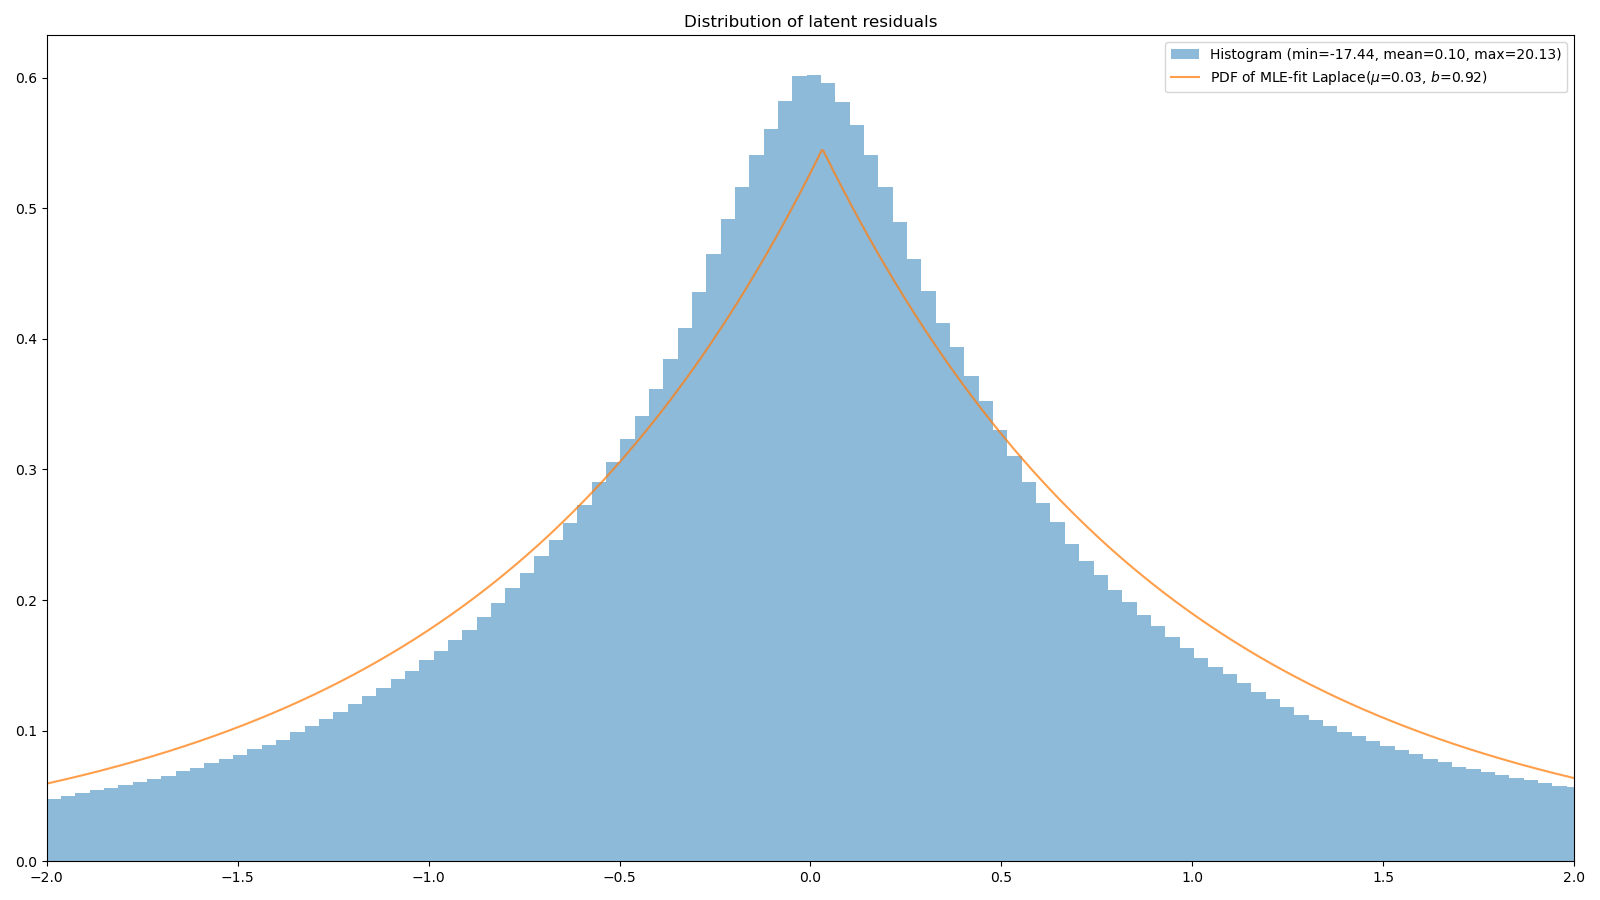 Distribution of latent residuals
Histogram (min=-17.44, mean=0.10, max=20.13)
PDF of MLE-fit Laplace(μ=0.03, b=0.92)
0.6
0.5
0.4
0.3
0.2
0.1
0.0
−2.0 −1.5 −1.0 −0.5 0.0 0.5 1.0 1.5 2.0